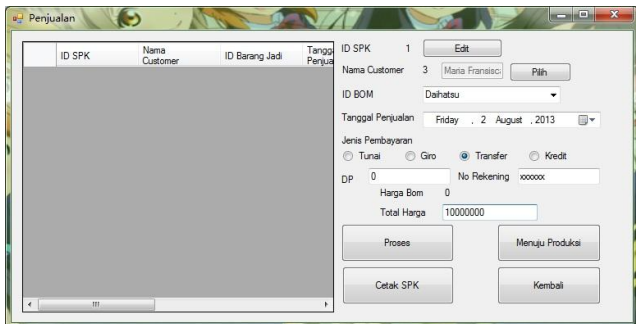 Penjualan
ID SPK Nama Customer ID Barang Jadi Tangg Penjua
ID SPK 1 Edit
Nama Customer 3 Maria Fransisc Pilih
ID BOM Daihatsu
Tanggal Penjualan Friday , 2 August , 2013
Jenis Pembayaran
Tunai Giro Transfer Kredit
DP 0 No Rekening xxxxxx
Harga Bom 0
Total Harga 10000000
Proses Menuju Produksi
Cetak SPK Kembali